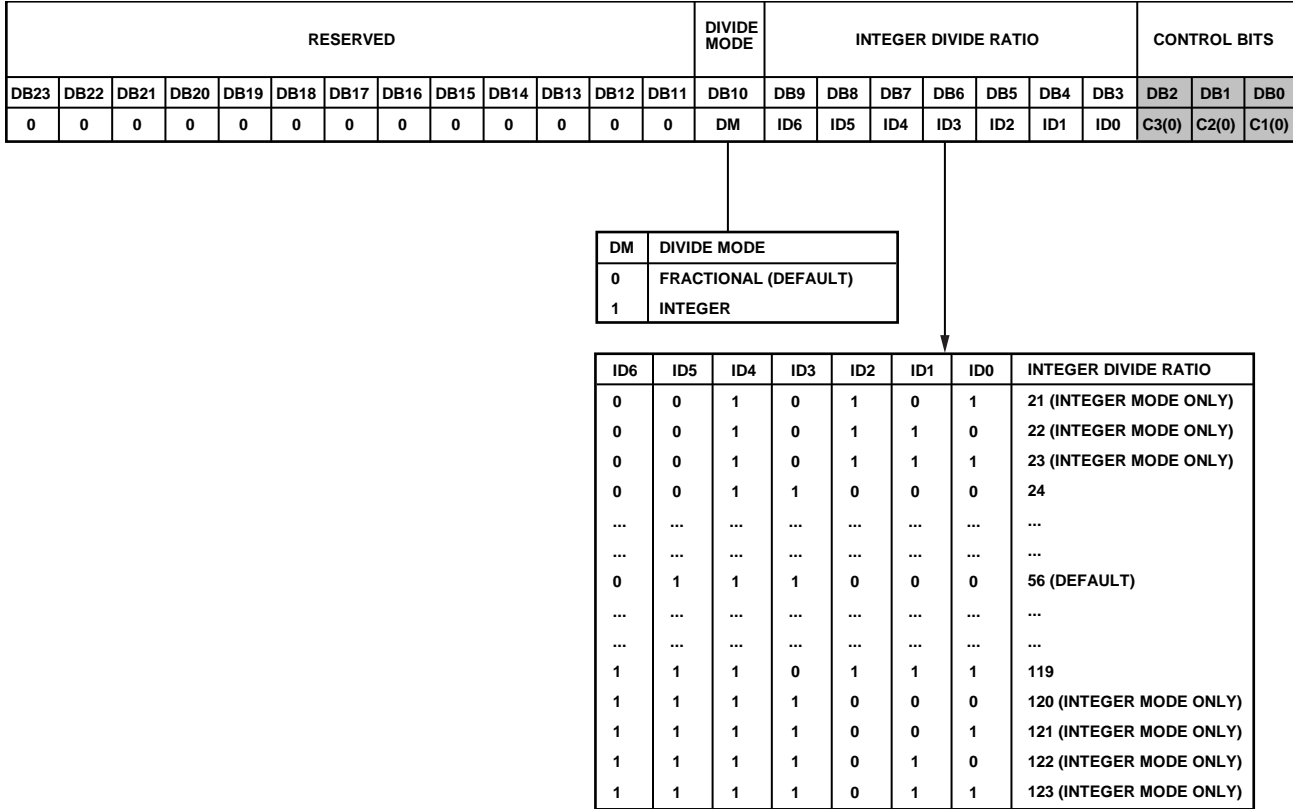 RESERVED DIVIDE MODE INTEGER DIVIDE RATIO CONTROL BITS
DB23 DB22 DB21 DB20 DB19 DB18 DB17 DB16 DB15 DB14 DB13 DB12 DB11 DB10 DB9 DB8 DB7 DB6 DB5 DB4 DB3 DB2 DB1 DB0
0 0 0 0 0 0 0 0 0 0 0 0 0 DM ID6 ID5 ID4 ID3 ID2 ID1 ID0 C3(0) C2(0) C1(0)
DM DIVIDE MODE
0 FRACTIONAL (DEFAULT)
1 INTEGER
ID6 ID5 ID4 ID3 ID2 ID1 ID0 INTEGER DIVIDE RATIO
0 0 1 0 1 0 1 21 (INTEGER MODE ONLY)
0 0 1 0 1 1 0 22 (INTEGER MODE ONLY)
0 0 1 0 1 1 1 23 (INTEGER MODE ONLY)
0 0 1 1 0 0 0 24
... ... ... ... ... ... ... ...
... ... ... ... ... ... ... ...
0 1 1 1 0 0 0 56 (DEFAULT)
... ... ... ... ... ... ... ...
... ... ... ... ... ... ... ...
1 1 1 0 1 1 1 119
1 1 1 1 0 0 0 120 (INTEGER MODE ONLY)
1 1 1 1 0 0 1 121 (INTEGER MODE ONLY)
1 1 1 1 0 1 0 122 (INTEGER MODE ONLY)
1 1 1 1 0 1 1 123 (INTEGER MODE ONLY)